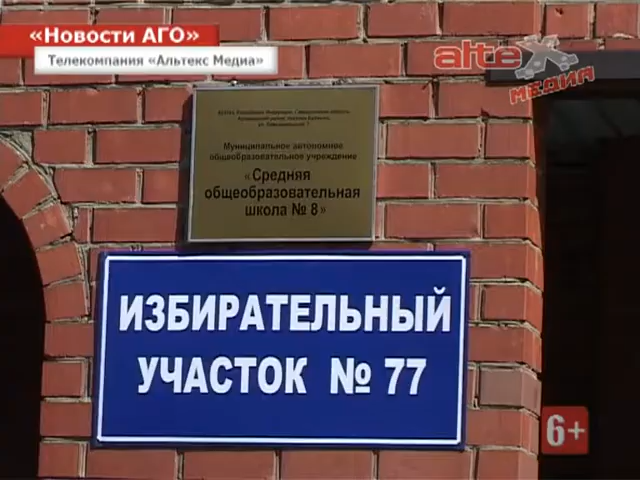 «Новости АГО»
Телекомпания «Альтекс Медиа»
alteX
МЕДИА
Муниципальное автономное
общеобразовательное учреждение
«Средняя
общеобразовательная
школа № 8»
ИЗБИРАТЕЛЬНЫЙ
УЧАСТОК № 77
6+